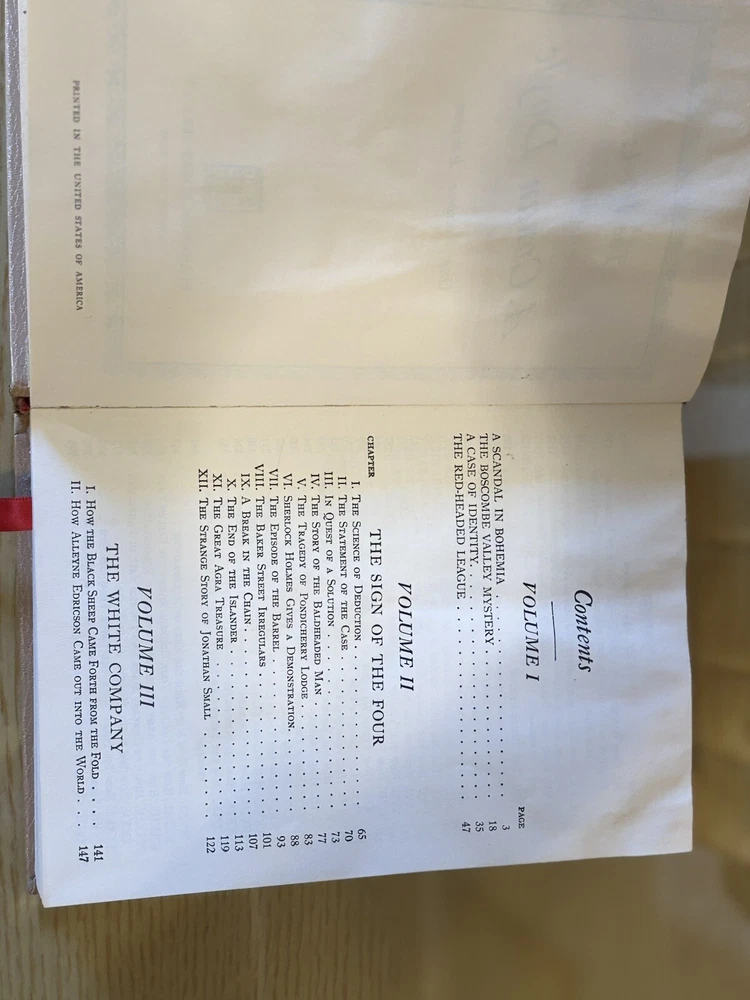 PRINTED IN THE UNITED STATES OF AMERICA
Contents
VOLUME I
PAGE
A SCANDAL IN BOHEMIA . . . . . . . . . . . . . . . . 3
THE BOSCOMBE VALLEY MYSTERY . . . . . . . . . . . . 18
A CASE OF IDENTITY. . . . . . . . . . . . . . . . . . 35
THE RED-HEADED LEAGUE . . . . . . . . . . . . . . . 47
VOLUME II
THE SIGN OF THE FOUR
CHAPTER
I. THE SCIENCE OF DEDUCTION . . . . . . . . . . . . 65
II. THE STATEMENT OF THE CASE . . . . . . . . . . . . 70
III. IN QUEST OF A SOLUTION . . . . . . . . . . . . . 73
IV. THE STORY OF THE BALDHEADED MAN . . . . . . . . 77
V. THE TRAGEDY OF PONDICHERRY LODGE . . . . . . . . 83
VI. SHERLOCK HOLMES GIVES A DEMONSTRATION . . . . . . 88
VII. THE EPISODE OF THE BARREL . . . . . . . . . . . . 93
VIII. THE BAKER STREET IRREGULARS . . . . . . . . . . . 101
IX. A BREAK IN THE CHAIN . . . . . . . . . . . . . . 107
X. THE END OF THE ISLANDER . . . . . . . . . . . . . 113
XI. THE GREAT AGRA TREASURE . . . . . . . . . . . . . 119
XII. THE STRANGE STORY OF JONATHAN SMALL . . . . . . . 122
VOLUME III
THE WHITE COMPANY
I. HOW THE BLACK SHEEP CAME FORTH FROM THE FOLD . . . . 141
II. HOW ALLEYNE EDRICSON CAME OUT INTO THE WORLD . . . 147